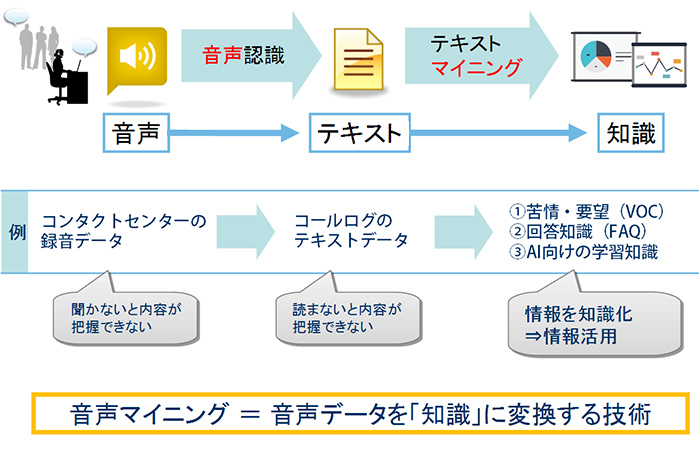 音声認識
テキスト
マイニング
音声
テキスト
知識
例
コンタクトセンターの
録音データ
コールログの
テキストデータ
①苦情・要望（VOC）
②回答知識（FAQ）
③AI向けの学習知識
聞かないと内容が
把握できない
読まないと内容が
把握できない
情報を知識化
⇒情報活用
音声マイニング ＝ 音声データを「知識」に変換する技術